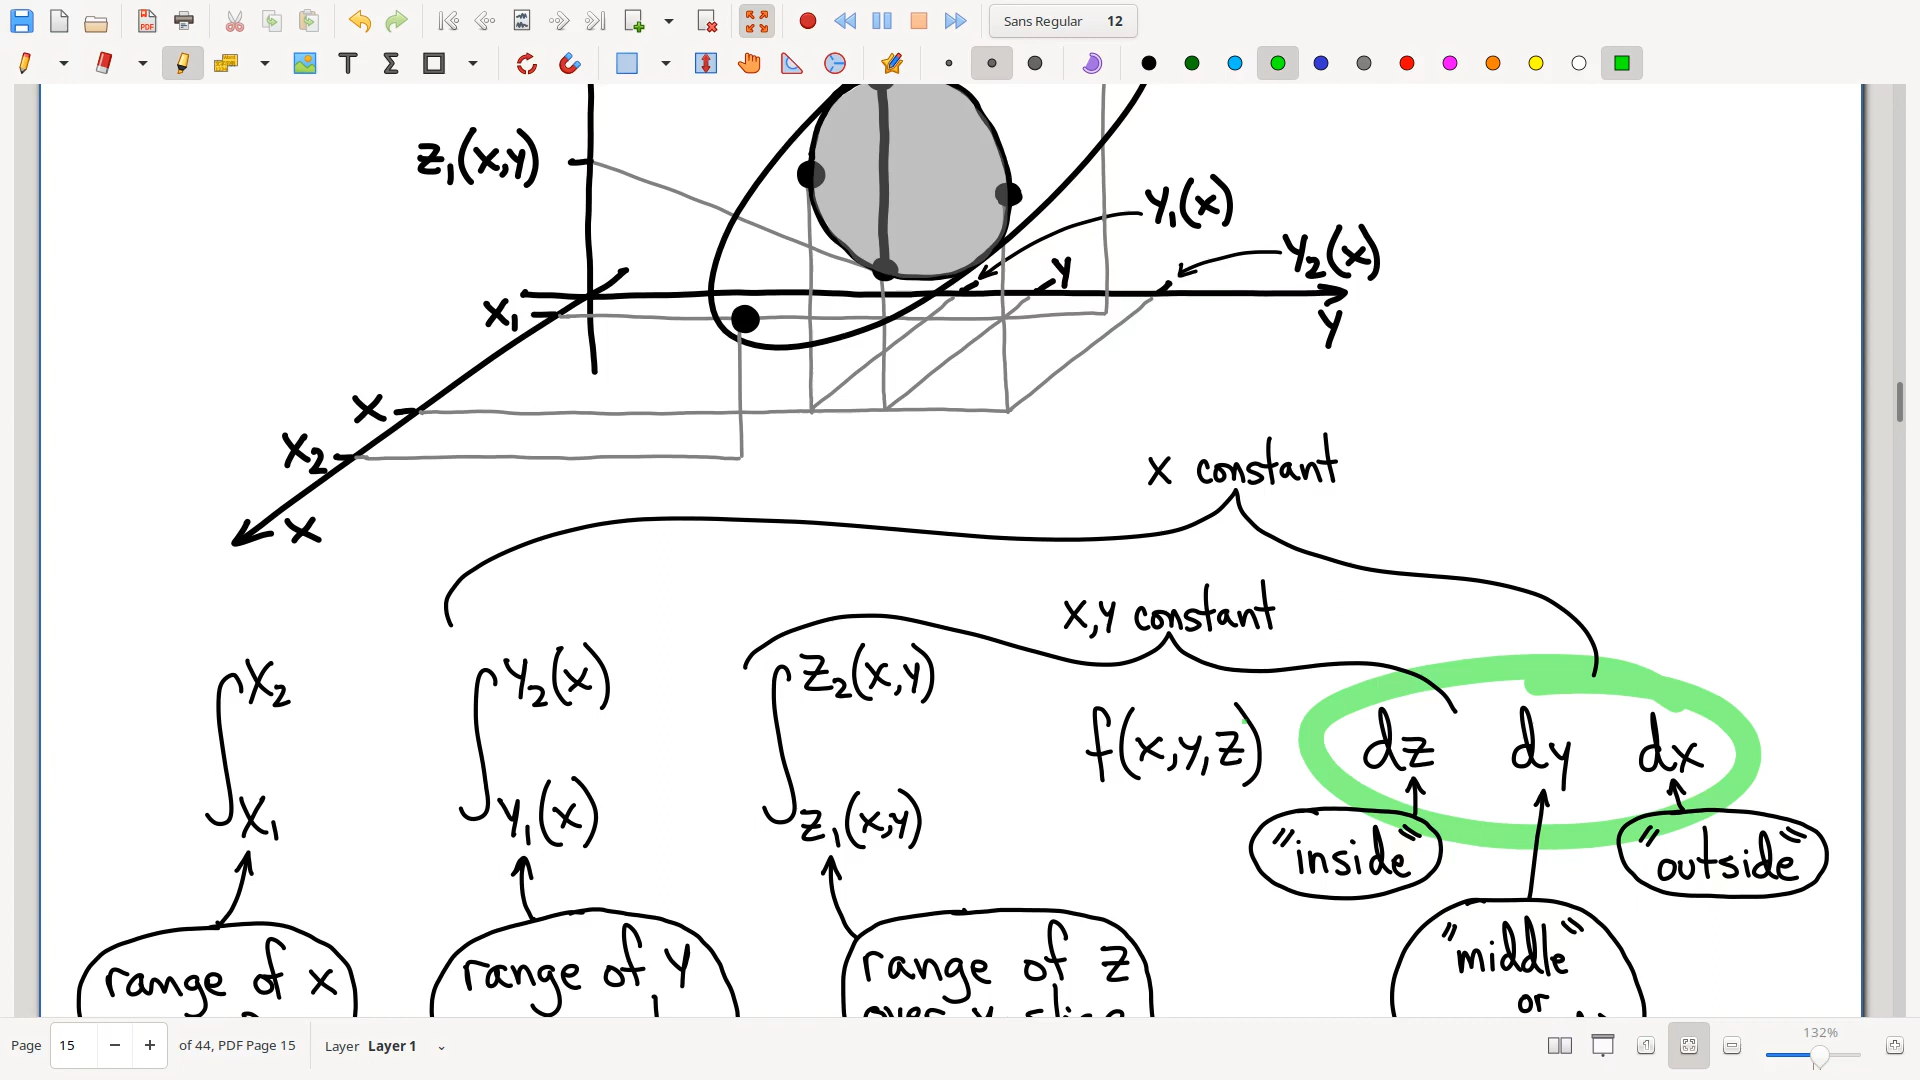 Sans Regular 12
z₁(x,y)
y₁(x)
y₂(x)
y
x₁
y
x
x₂
x
x constant
x,y constant
∫ x₂ y₂(x) z₂(x,y)
f(x,y,z) dz dy dx
x₁ y₁(x) z₁(x,y)
"inside" "outside"
"middle"
or
range of x range of y range of z
Page 15 of 44, PDF Page 15 Layer Layer 1 132%